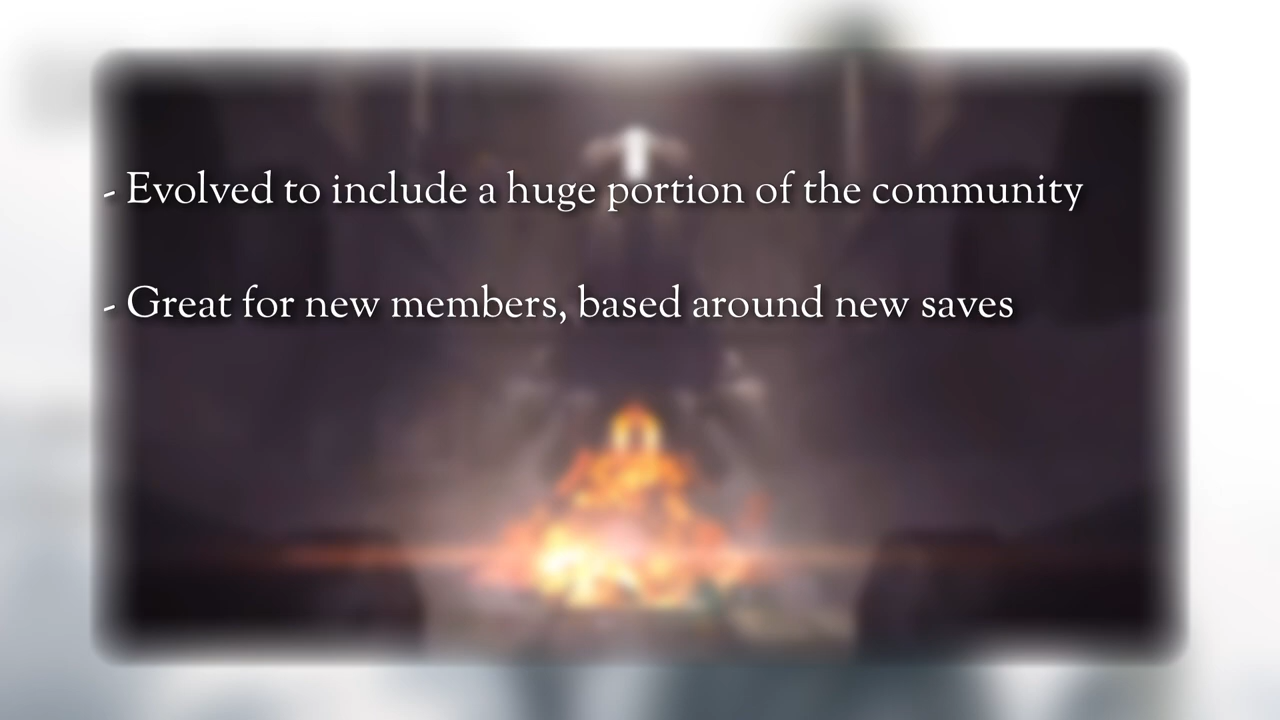 - Evolved to include a huge portion of the community
- Great for new members, based around new saves